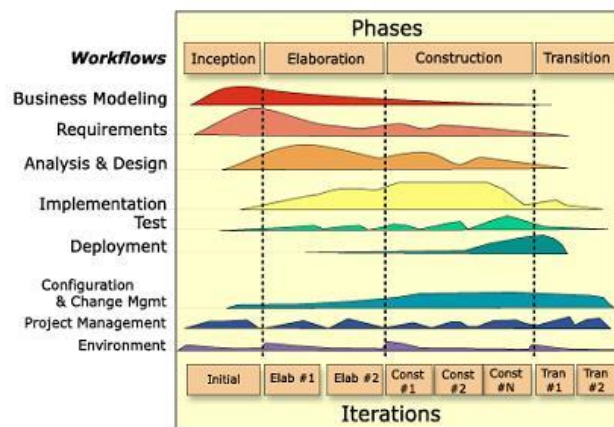 Phases
Workflows
Inception
Elaboration
Construction
Transition
Business Modeling
Requirements
Analysis & Design
Implementation
Test
Deployment
Configuration
& Change Mgmt
Project Management
Environment
Initial
Elab #1
Elab #2
Const
#1
Const
#2
Const
#N
Tran
#1
Tran
#2
Iterations